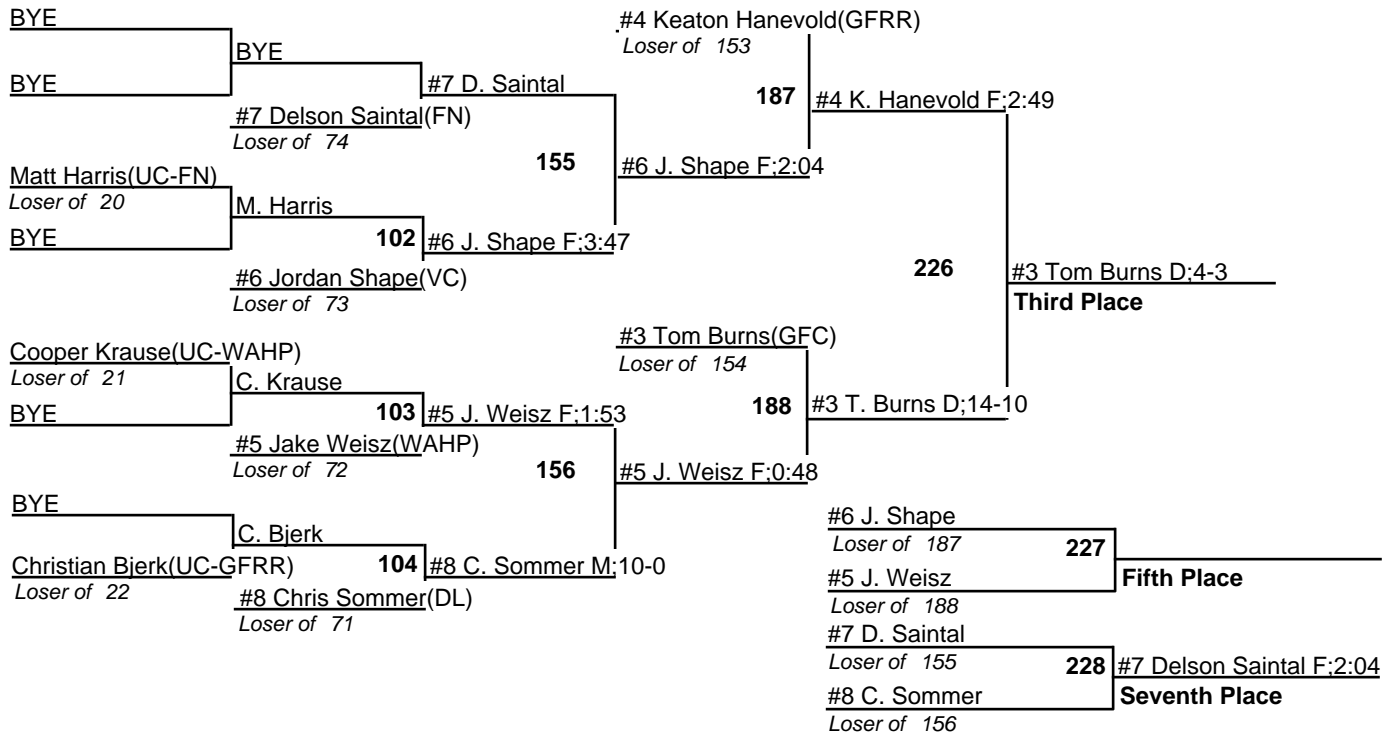 BYE
BYE
BYE
#7 D. Saintal
#7 Delson Saintal(FN)
Loser of 74
155
Matt Harris(UC-FN)
Loser of 20
M. Harris
BYE
102
#6 J. Shape F;3:47
#6 Jordan Shape(VC)
Loser of 73
#4 Keaton Hanevold(GFRR)
Loser of 153
187
#4 K. Hanevold F;2:49
#6 J. Shape F;2:04
226
#3 Tom Burns D;4-3
Third Place
Cooper Krause(UC-WAHP)
Loser of 21
C. Krause
BYE
103
#5 J. Weisz F;1:53
#5 Jake Weisz(WAHP)
Loser of 72
156
BYE
C. Bjerk
Christian Bjerk(UC-GFRR)
Loser of 22
104
#8 C. Sommer M;10-0
#8 Chris Sommer(DL)
Loser of 71
#3 Tom Burns(GFC)
Loser of 154
188
#3 T. Burns D;14-10
#5 J. Weisz F;0:48
#6 J. Shape
Loser of 187
227
Fifth Place
#5 J. Weisz
Loser of 188
#7 D. Saintal
Loser of 155
228
#7 Delson Saintal F;2:04
Seventh Place
#8 C. Sommer
Loser of 156